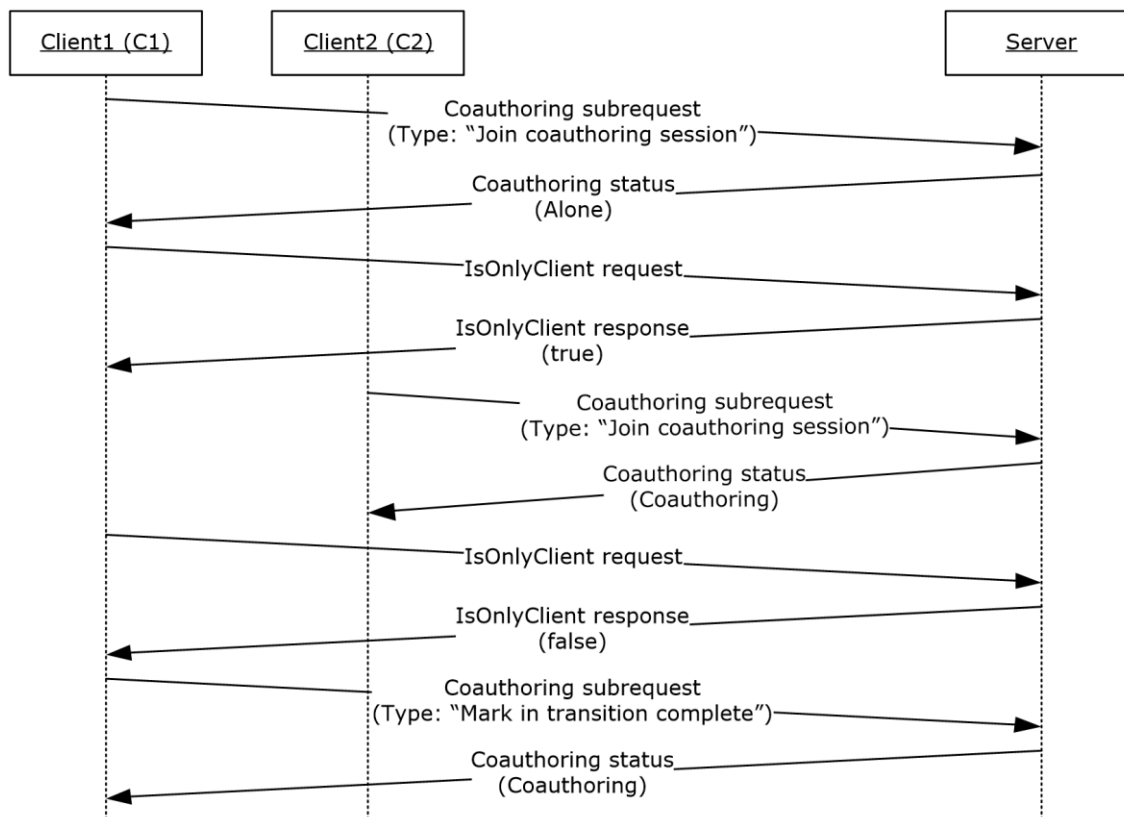 Client1 (C1)
Client2 (C2)
Server
Coauthoring subrequest
(Type: “Join coauthoring session”)
Coauthoring status
(Alone)
IsOnlyClient request
IsOnlyClient response
(true)
Coauthoring subrequest
(Type: “Join coauthoring session”)
Coauthoring status
(Coauthoring)
IsOnlyClient request
IsOnlyClient response
(false)
Coauthoring subrequest
(Type: “Mark in transition complete”)
Coauthoring status
(Coauthoring)